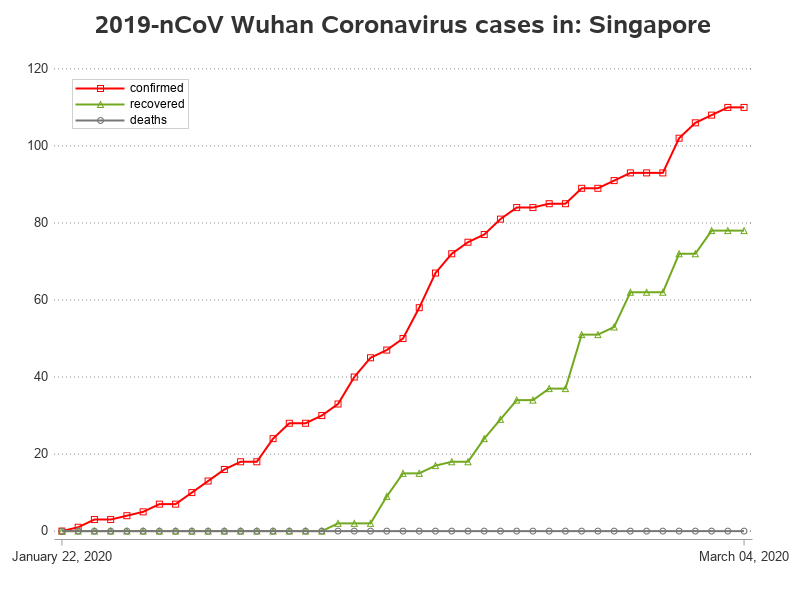 2019-nCoV Wuhan Coronavirus cases in: Singapore
120
confirmed
recovered
deaths
100
80
60
40
20
0
January 22, 2020
March 04, 2020